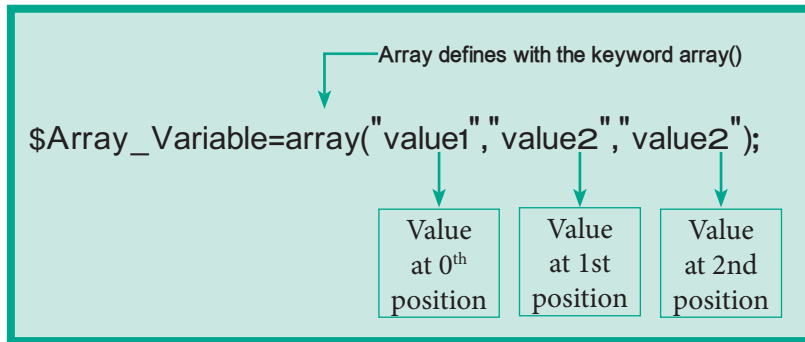 Array defines with the keyword array()
$Array_Variable=array("value1","value2","value2");
Value
at 0th
position
Value
at 1st
position
Value
at 2nd
position